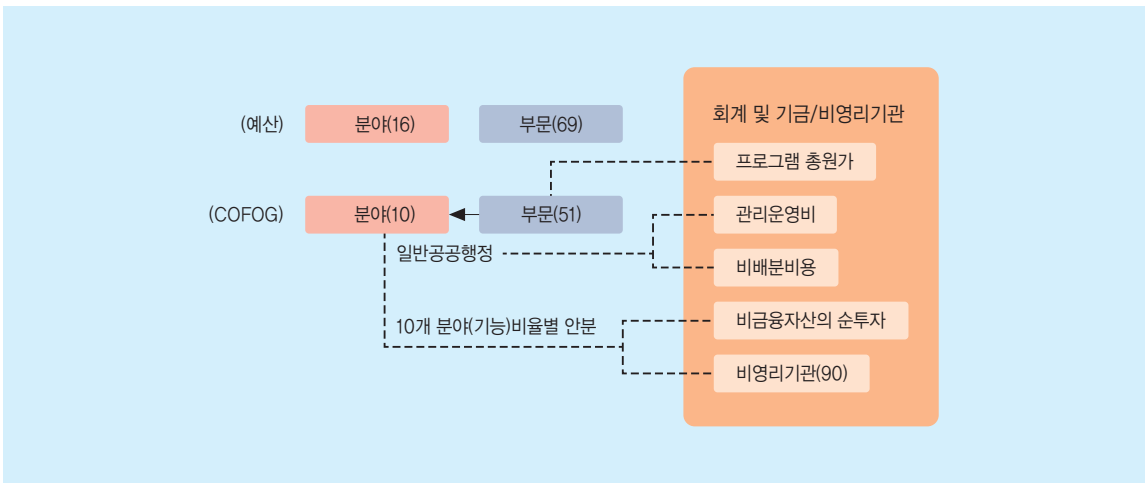 회계 및 기금/비영리기관
(예산) 분야(16) 부문(69)
프로그램 총원가
(COFOG) 분야(10) 부문(51)
관리운영비
일반공공행정
비배분비용
10개 분야(기능)비율별 안분
비금융자산의 순투자
비영리기관(90)